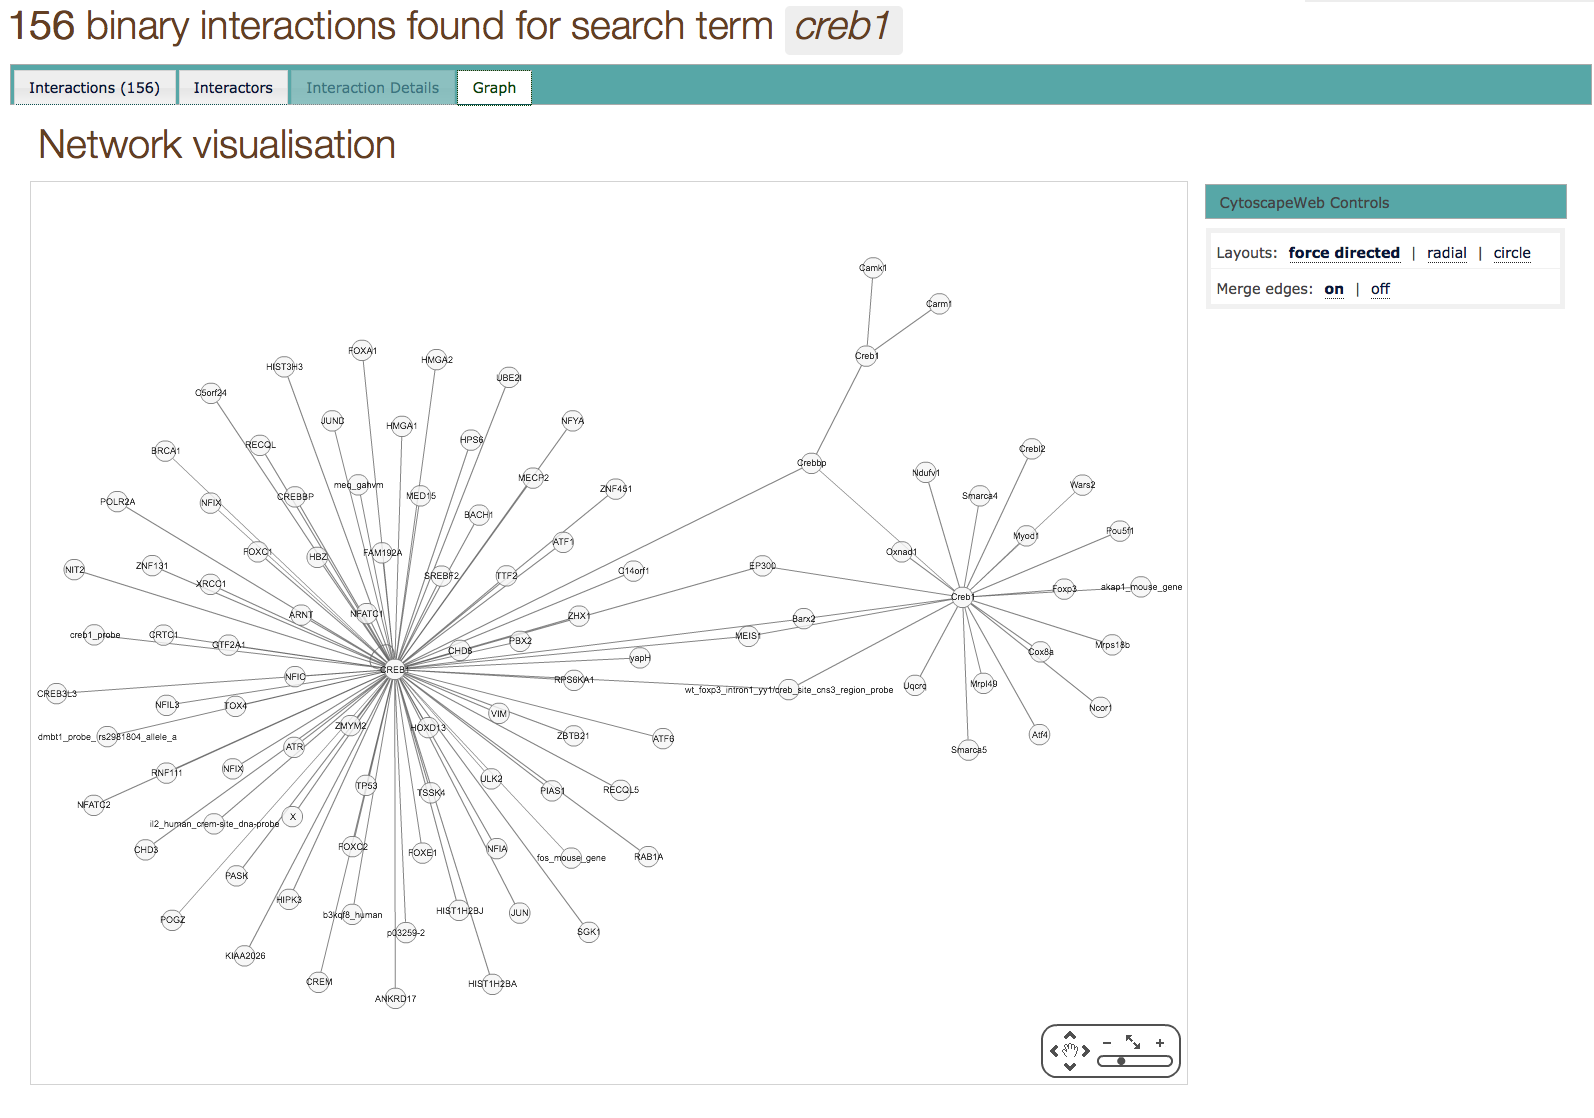 156 binary interactions found for search term creb1
Interactions (156)
Interactors
Interaction Details
Graph
Network visualisation
CytoscapeWeb Controls
Layouts: force directed | radial | circle
Merge edges: on | off
Camk1
Carm1
Creb1
FOXA1
HMGA2
HIST3H3
UBE2I
C5orf24
JUND
HMGA1
NFYA
HPS6
RECQL
BRCA1
Crebl2
Crebbp
Ndufv1
MECP2
meq_gahvm
Wars2
ZNF451
CREBBP
MED15
Smarca4
POLR2A
NFIX
BACH1
Pou5f1
Myod1
ATF1
FOXC1
HBZ
FAM192A
Oxnad1
ZNF131
EP300
NIT2
C14orf1
SREBF2
TTF2
XRCC1
Foxp3
akap1_mouse_gene
Creb1
ARNT
NFATC1
ZHX1
Barx2
creb1_probe
CRTC1
MEIS1
GTF2A1
PBX2
Mrps18b
CHD8
Cox8a
yapH
CREB1
NFIC
RPS6KA1
Uqcrq
Mrpl49
wt_foxp3_intron1_yy1/creb_site_cns3_region_probe
CREB3L3
NFIL3
TOX4
Ncor1
VIM
ZMYM2
HOXD13
dmbt1_probe_rs2981804_allele_a
ZBTB21
ATF6
Atf4
ATR
Smarca5
RNF111
NFIX
ULK2
TP53
TSSK4
PIAS1
RECQL5
NFATC2
X
il2_human_crem-site_dna-probe
CHD3
FOXC2
FOXE1
NFIA
fos_mouse_gene
RAB1A
PASK
HIPK3
b3kqf8_human
HIST1H2BJ
JUN
POGZ
p03259-2
SGK1
KIAA2026
CREM
HIST1H2BA
ANKRD17